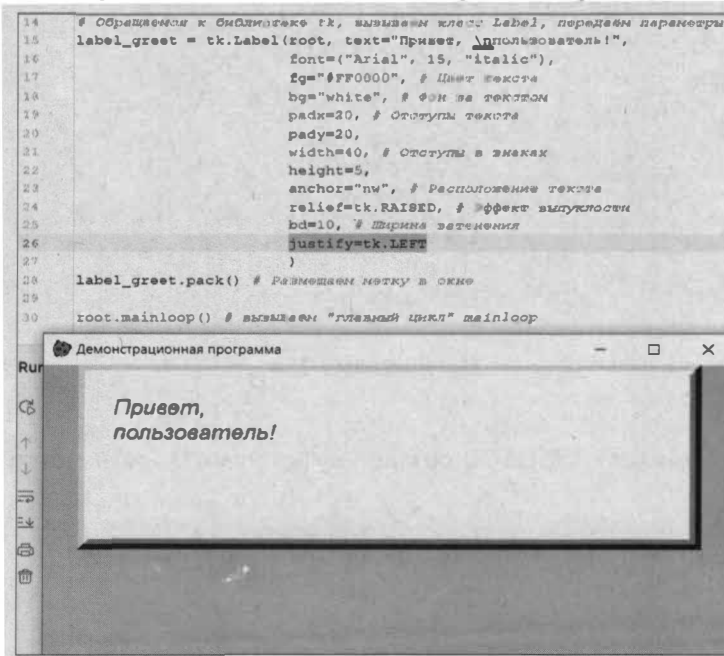 14 # Обращаемся к библиотеке tk, вызываем класс Label, передаём параметры
15 label_greet = tk.Label(root, text="Привет, \nпользователь!",
16 font=("Arial", 15, "italic"),
17 fg="#FF0000", # Цвет текста
18 bg="white", # Фон за текстом
19 padx=20, # Отступы текста
20 pady=20,
21 width=40, # Отступы в знаках
22 height=5,
23 anchor="nw", # Расположение текста
24 relief=tk.RAISED, # Эффект выпуклости
25 bd=10, # Ширина затенения
26 justify=tk.LEFT
27 )
28 label_greet.pack() # Размещаем метку в окне
29
30 root.mainloop() # вызываем "главный цикл" mainloop
Run
Демонстрационная программа
Привет,
пользователь!